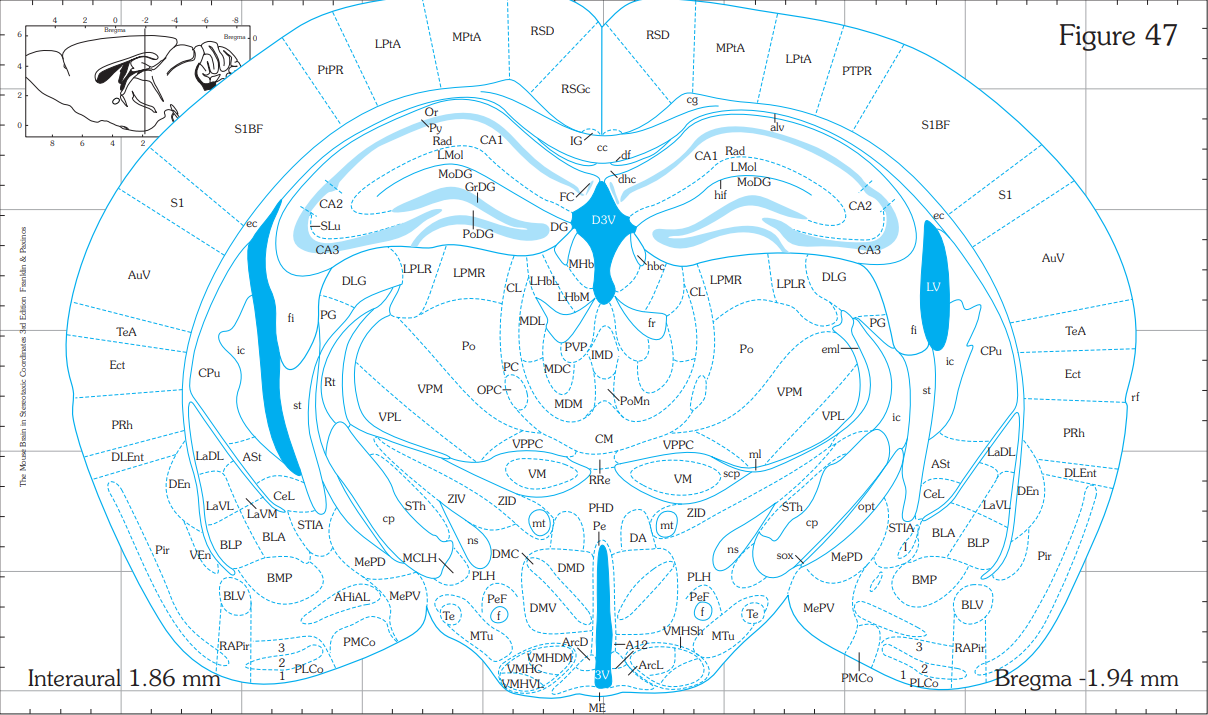 4 2 0 -2 -4 -6 -8
Bregma
Bregma 0
6
4
2
0
8 6 4 2
Figure 47
RSD RSD
MPtA MPtA
LPtA LPtA
PtPR PTPR
RSGc
cg
S1BF S1BF
Or
Py
Rad CA1
LMol
IG cc
df
dhc
alv
CA1 Rad
LMol
MoDG MoDG
GrDG
hif
FC
S1 S1
CA2 CA2
SLu
PoDG
DG D3V
ec ec
CA3 CA3
AuV AuV
DLG LPLR LPMR
MHb hbc
LHbL
LHbM
CL CL
LPMR LPLR DLG
LV
fi PG PG fi
MDL fr
TeA TeA
Po PVP IMD Po
eml
ic ic
CPu CPu
Ect Ect
PC MDC
Rt VPM OPC VPM
st st
MDM PoMn
rf
VPL VPL
ic
PRh PRh
VPPC CM VPPC
DLEnt DLEnt
LaDL ASt ASt LaDL
VM RRe VM
scp ml
DEn DEn
CeL CeL
LaVL LaVM LaVL
STIA STIA
1
STh ZIV ZID PHD ZID STh
cp cp
opt
mt Pe mt
DA
Pir Pir
VEn BLP BLA BLA BLP
ns ns
sox
MePD MePD
MCLH DMC
DMD
PLH PLH
BMP BMP
BLV BLV
AHiAL MePV MePV
PeF PeF
f f
Te Te
DMV
MTu MTu
VMHSh
RAPir RAPir
3 3
2 2
1 1
PMCo PMCo
PLCo PLCo
ArcD A12
VMHDM
VMHC
VMHVL
ArcL
3V
ME
Interaural 1.86 mm
Bregma -1.94 mm
The Mouse Brain in Stereotaxic Coordinates 3rd Edition Franklin & Paxinos